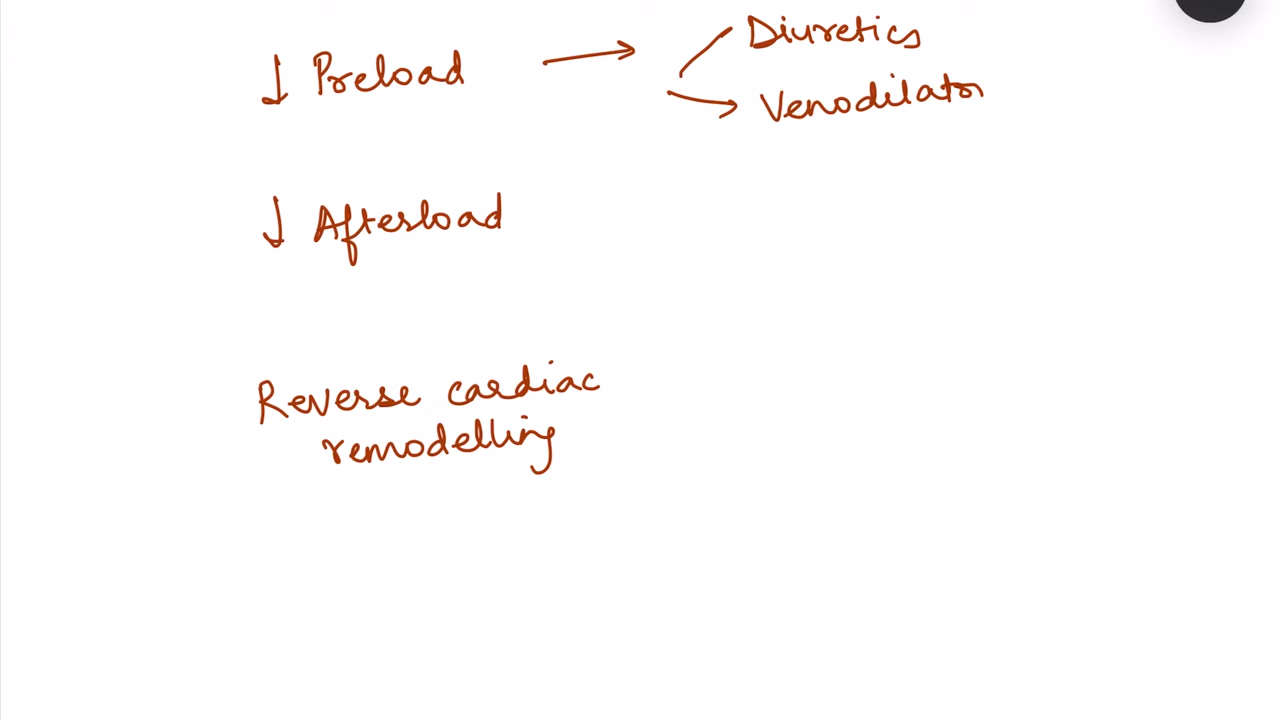 ↓ Preload → Diuretics
→ Venodilator
↓ Afterload
Reverse cardiac
remodelling